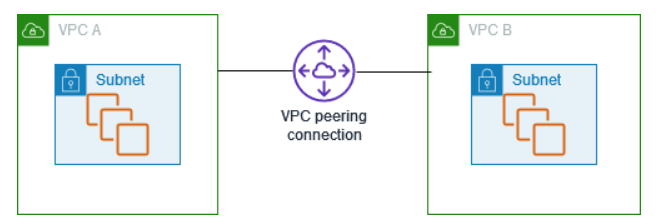 VPC A
VPC B
Subnet
Subnet
VPC peering
connection